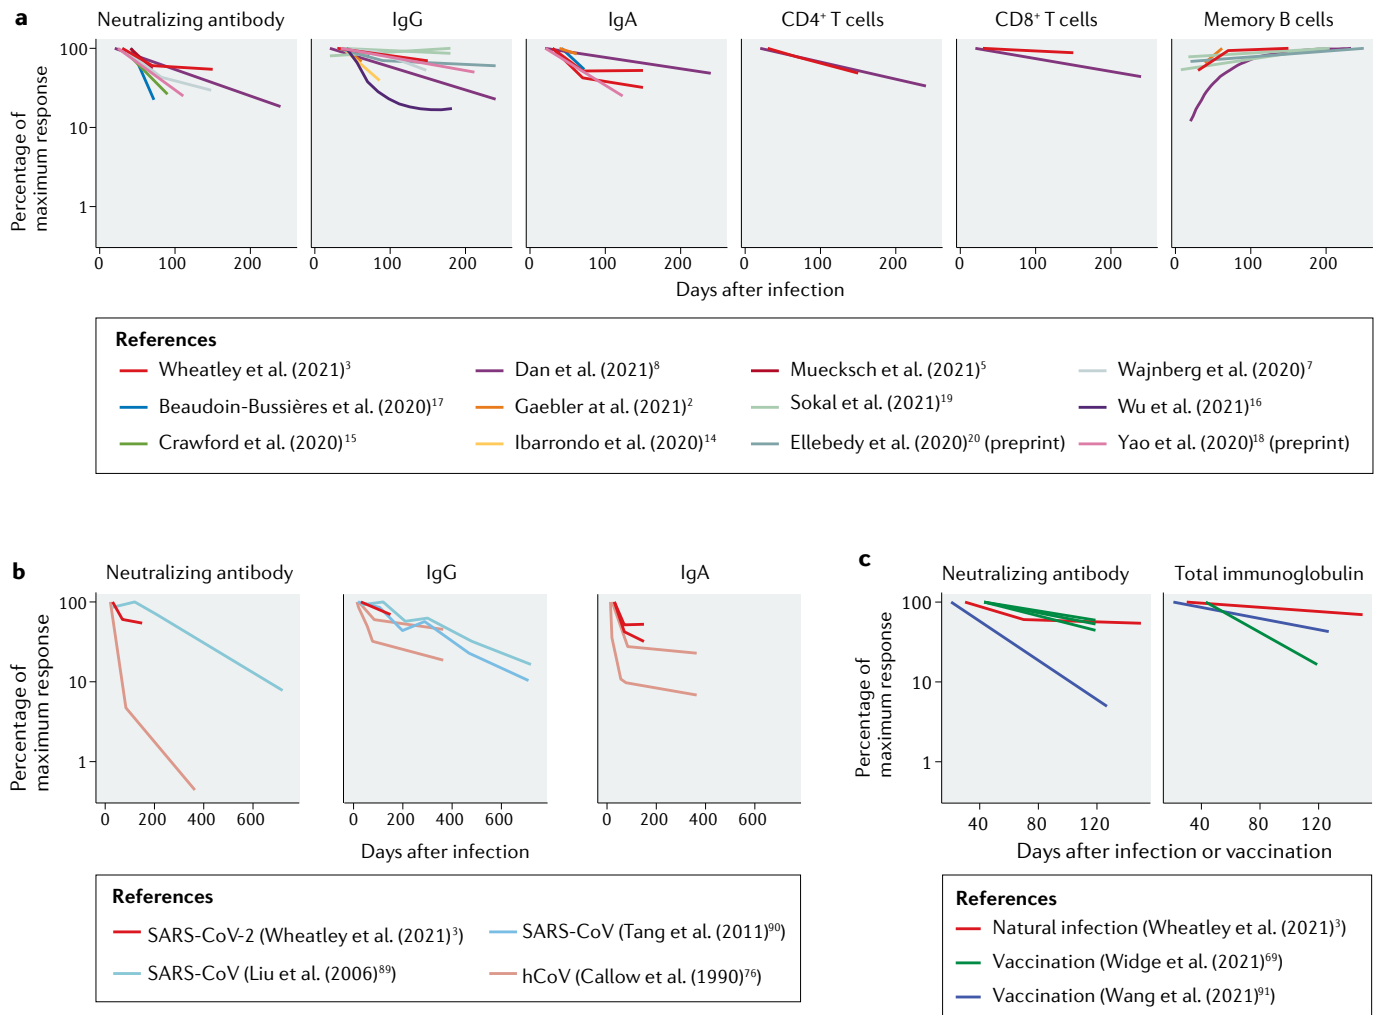 a
Neutralizing antibody
IgG
IgA
CD4⁺ T cells
CD8⁺ T cells
Memory B cells
Percentage of
maximum response
100
10
1
0 100 200
0 100 200
0 100 200
0 100 200
0 100 200
0 100 200
Days after infection
References
Wheatley et al. (2021)³
Dan et al. (2021)⁸
Muecksch et al. (2021)⁵
Wajnberg et al. (2020)⁷
Beaudoin-Bussières et al. (2020)¹⁷
Gaebler at al. (2021)²
Sokal et al. (2021)¹⁹
Wu et al. (2021)¹⁶
Crawford et al. (2020)¹⁵
Ibarrondo et al. (2020)¹⁴
Ellebedy et al. (2020)²⁰ (preprint)
Yao et al. (2020)¹⁸ (preprint)
b
Neutralizing antibody
IgG
IgA
Percentage of
maximum response
100
10
1
0 200 400 600
0 200 400 600
0 200 400 600
Days after infection
References
SARS-CoV-2 (Wheatley et al. (2021)³)
SARS-CoV (Tang et al. (2011)⁹⁰)
SARS-CoV (Liu et al. (2006)⁸⁹
hCoV (Callow et al. (1990)⁷⁶
c
Neutralizing antibody
Total immunoglobulin
Percentage of
maximum response
100
10
1
40 80 120
40 80 120
Days after infection or vaccination
References
Natural infection (Wheatley et al. (2021)³)
Vaccination (Widge et al. (2021)⁶⁹
Vaccination (Wang et al. (2021)⁹¹)